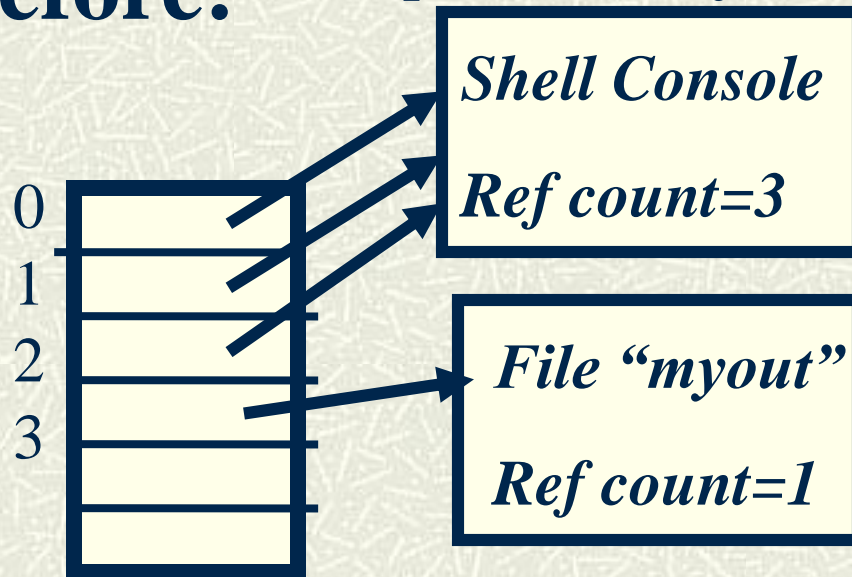 Shell Console
Ref count=3
0
1
2
3
File “myout”
Ref count=1